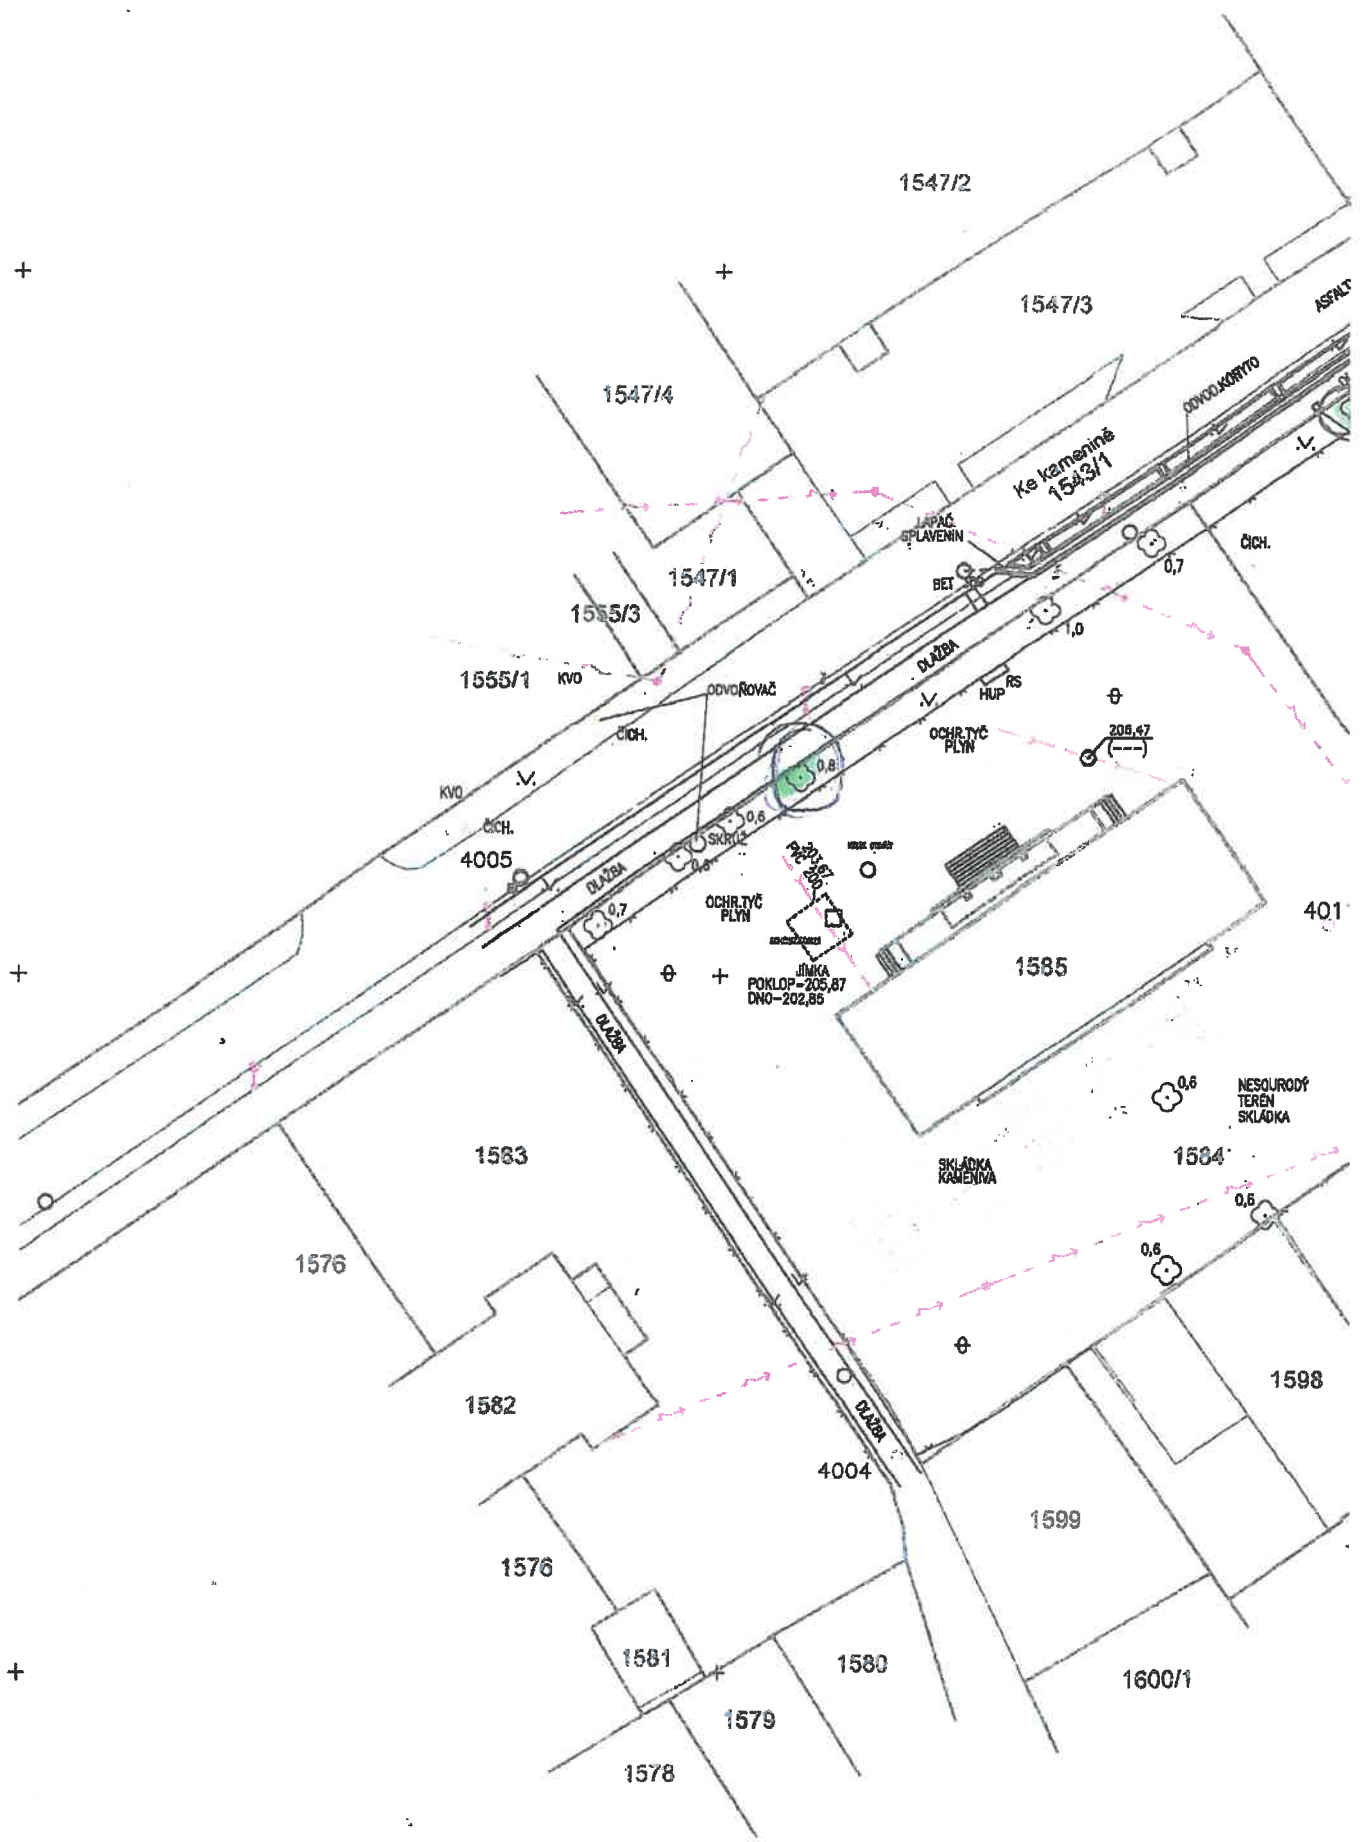 1547/2
1547/3
ASFALT
1547/4
ODVOD.KORYTO
Ke kamenině
1543/1
LAPAČ
SPLAVENIN
ČICH.
1547/1
BET
0,7
1555/3
1,0
DLAŽBA
1555/1
KVO
ODVOŇOVAČ
HUP
RS
ČICH.
OCHR.TYČ
PLYN
206,47
(---)
0,8
KVO
ČICH.
0,6
SKRUŽ
4005
0,6
203,67
PVC 200
DLAŽBA
0,7
OCHR.TYČ
PLYN
401
1585
JÍMKA
POKLOP-205,87
DNO-202,85
DLAŽBA
0,6
NESOURODÝ
TERÉN
SKLÁDKA
1583
1584
SKLÁDKA
KAMENIVA
0,6
1576
0,6
1598
1582
DLAŽBA
4004
1599
1576
1581
1580
1600/1
1579
1578